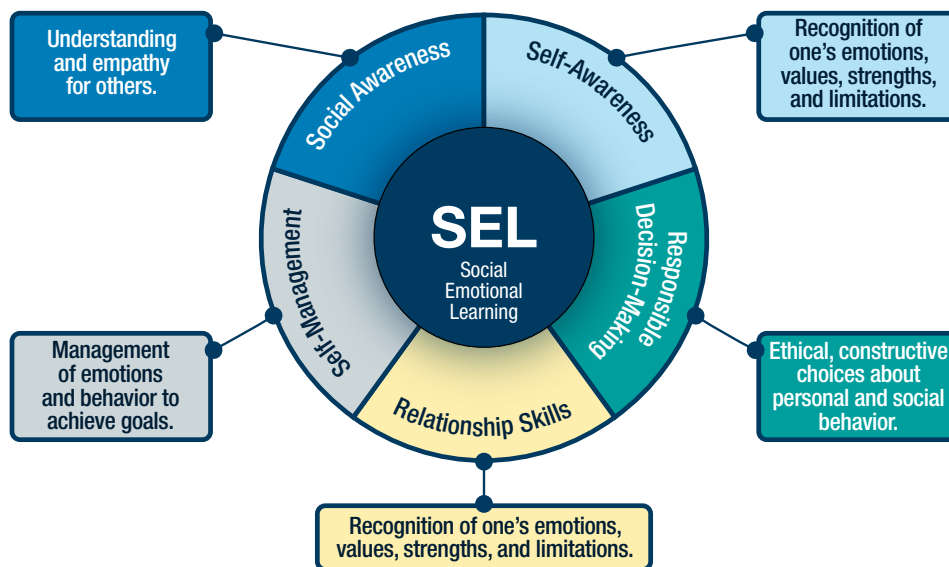 Understanding
and empathy
for others.
Social Awareness
Self-Awareness
Recognition of
one's emotions,
values, strengths,
and limitations.
SEL
Social
Emotional
Learning
Self-Management
Responsible
Decision-Making
Relationship Skills
Management
of emotions
and behavior to
achieve goals.
Ethical, constructive
choices about
personal and social
behavior.
Recognition of one's emotions,
values, strengths, and limitations.